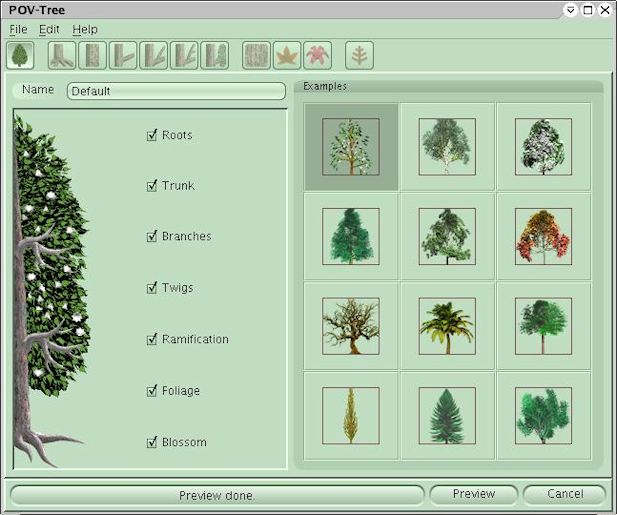 POV-Tree
File Edit Help
Name Default
Examples
Roots
Trunk
Branches
Twigs
Ramification
Foliage
Blossom
Preview done. Preview Cancel